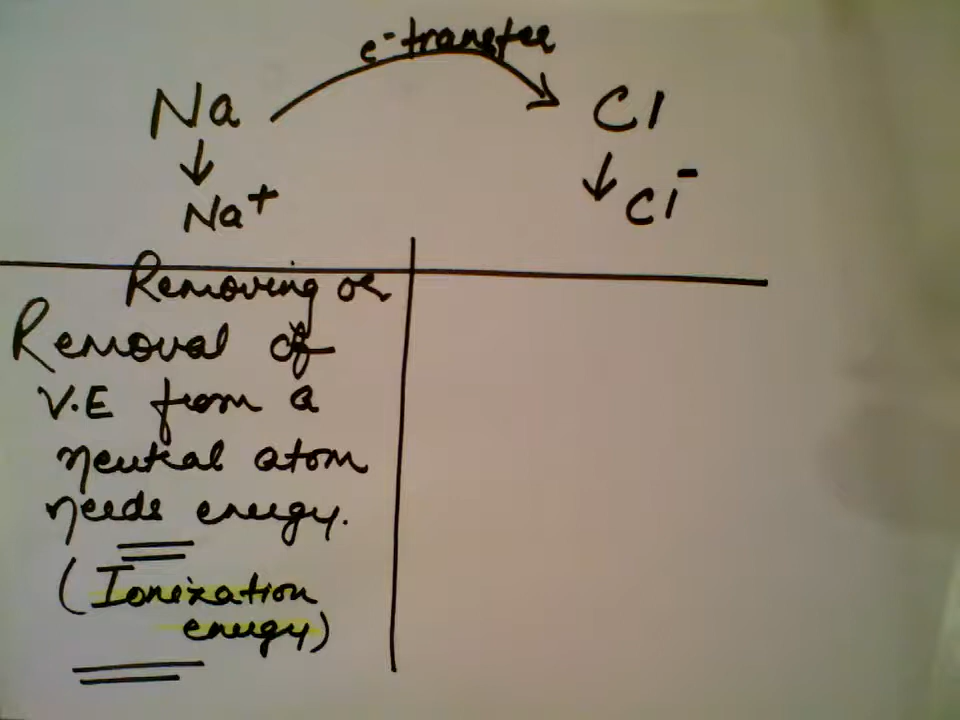 e⁻ transfer
Na Cl
↓ ↓
Na⁺ Cl⁻
Removing or
Removal of
V.E from a
neutral atom
needs energy.
(Ionization
energy)